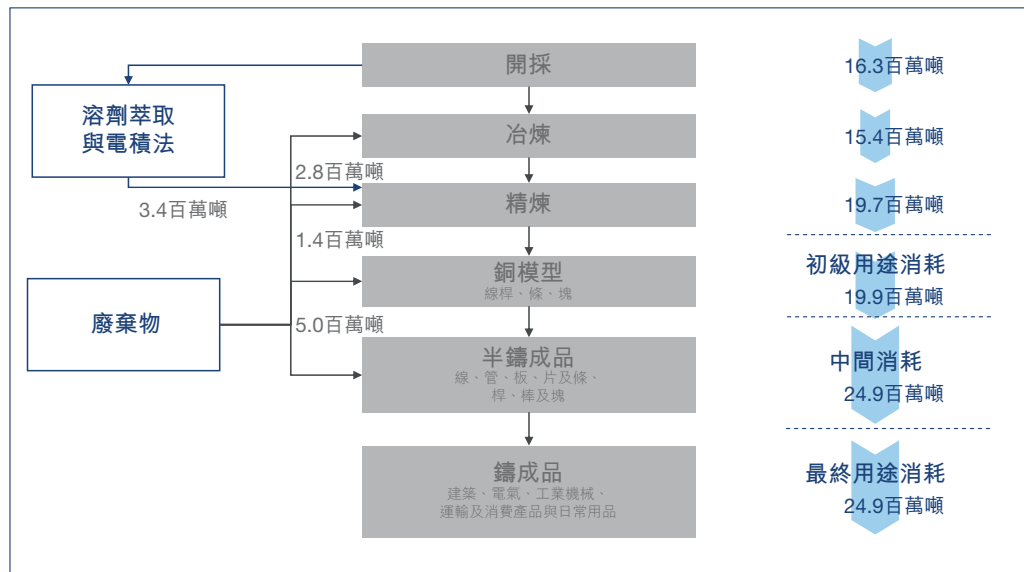 開採
16.3百萬噸
溶劑萃取
與電積法
冶煉
15.4百萬噸
2.8百萬噸
3.4百萬噸
精煉
19.7百萬噸
1.4百萬噸
銅模型
線桿、條、塊
初級用途消耗
19.9百萬噸
廢棄物
5.0百萬噸
半鑄成品
線、管、板、片及條、
桿、棒及塊
中間消耗
24.9百萬噸
鑄成品
建築、電氣、工業機械、
運輸及消費產品與日常用品
最終用途消耗
24.9百萬噸